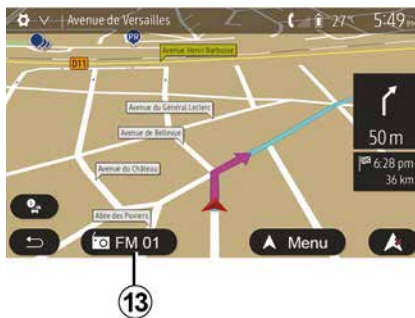 Avenue de Versailles
27°
5:49 pm
PR
Avenue Henri Barbusse
D11
Avenue du Général Leclerc
Avenue de Bellevue
Avenue du Château
Allée des Poiriers
50 m
6:28 pm
36 km
FM 01
Menu
13